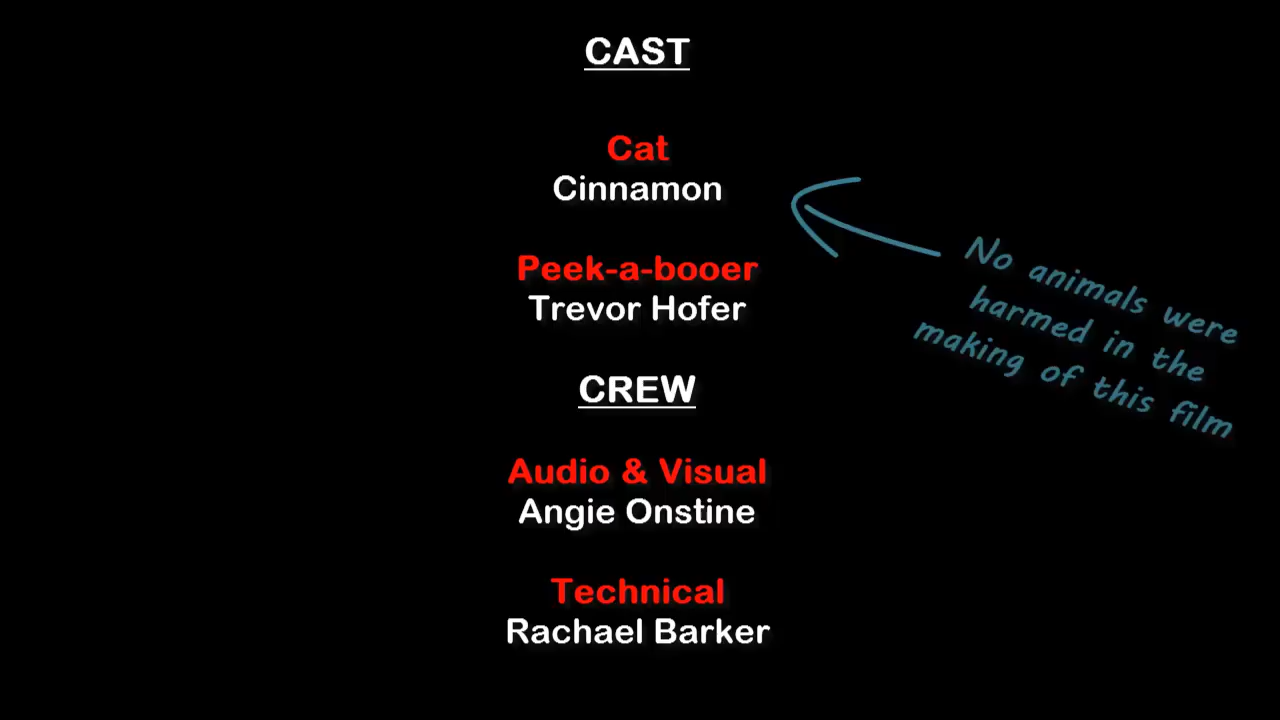 CAST
Cat
Cinnamon
Peek-a-booer
Trevor Hofer
CREW
Audio & Visual
Angie Onstine
Technical
Rachael Barker
No animals were
harmed in the
making of this film